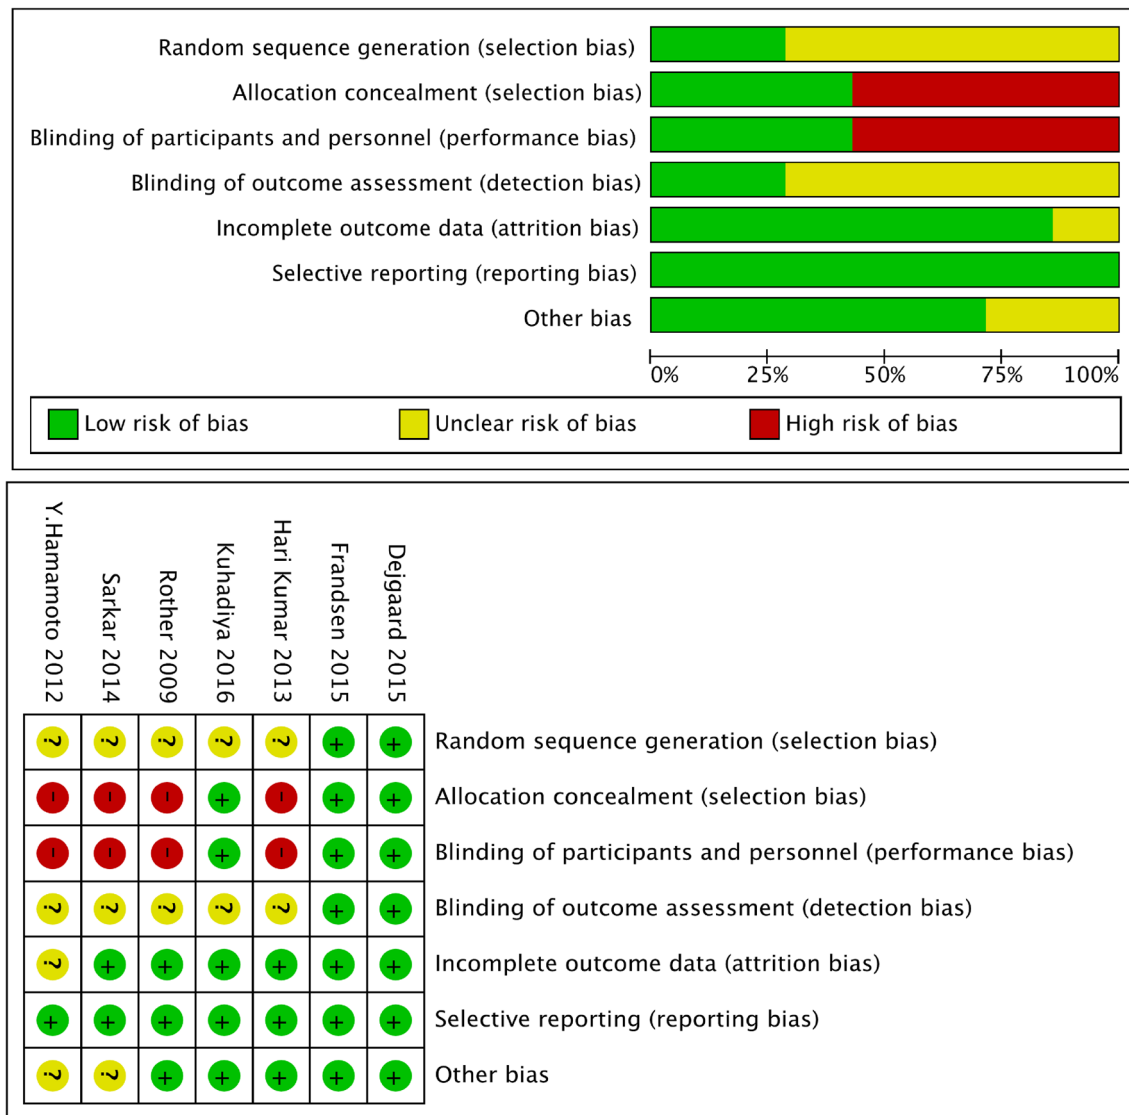 Random sequence generation (selection bias)
Allocation concealment (selection bias)
Blinding of participants and personnel (performance bias)
Blinding of outcome assessment (detection bias)
Incomplete outcome data (attrition bias)
Selective reporting (reporting bias)
Other bias
0% 25% 50% 75% 100%
Low risk of bias Unclear risk of bias High risk of bias
Y.Hamamoto 2012
Sarkar 2014
Rother 2009
Kuhadiya 2016
Hari Kumar 2013
Frandsen 2015
Dejgaard 2015
? ? ? ? ? + + Random sequence generation (selection bias)
- - - + - + + Allocation concealment (selection bias)
- - - + - + + Blinding of participants and personnel (performance bias)
? ? ? ? ? + + Blinding of outcome assessment (detection bias)
? + + + + + + Incomplete outcome data (attrition bias)
+ + + + + + + Selective reporting (reporting bias)
? ? + + + + + Other bias